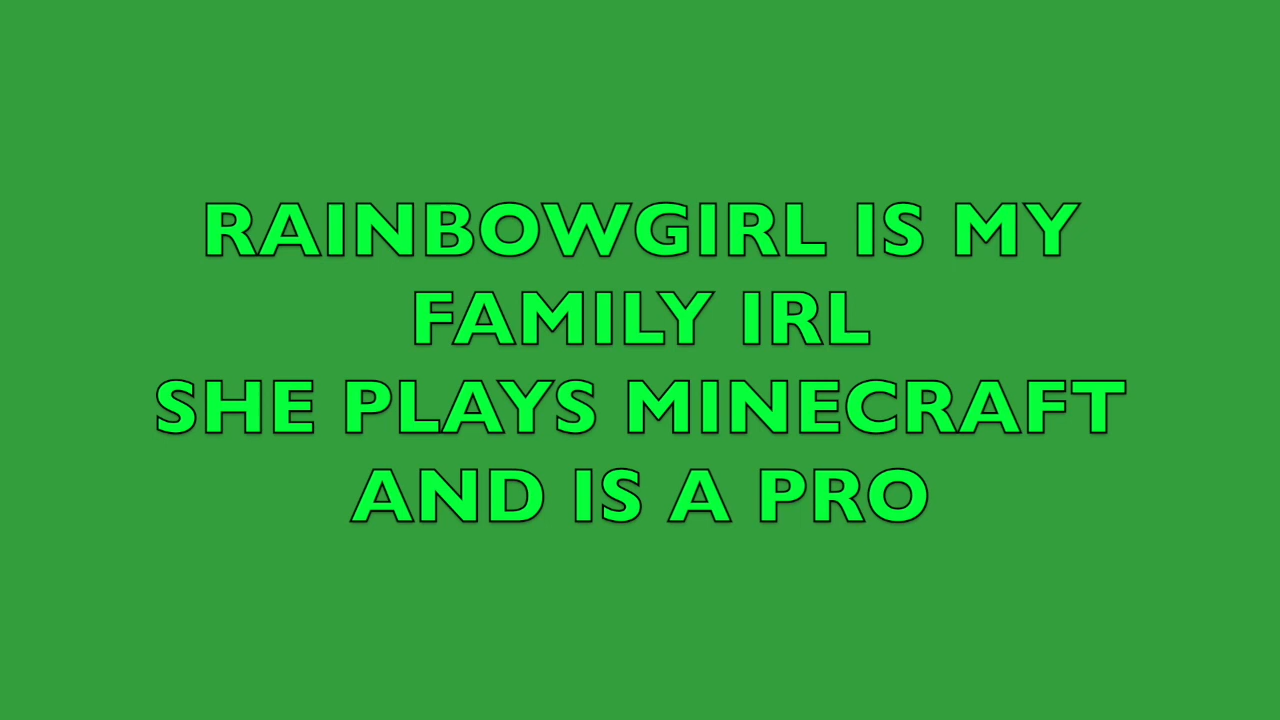 RAINBOWGIRL IS MY
FAMILY IRL
SHE PLAYS MINECRAFT
AND IS A PRO